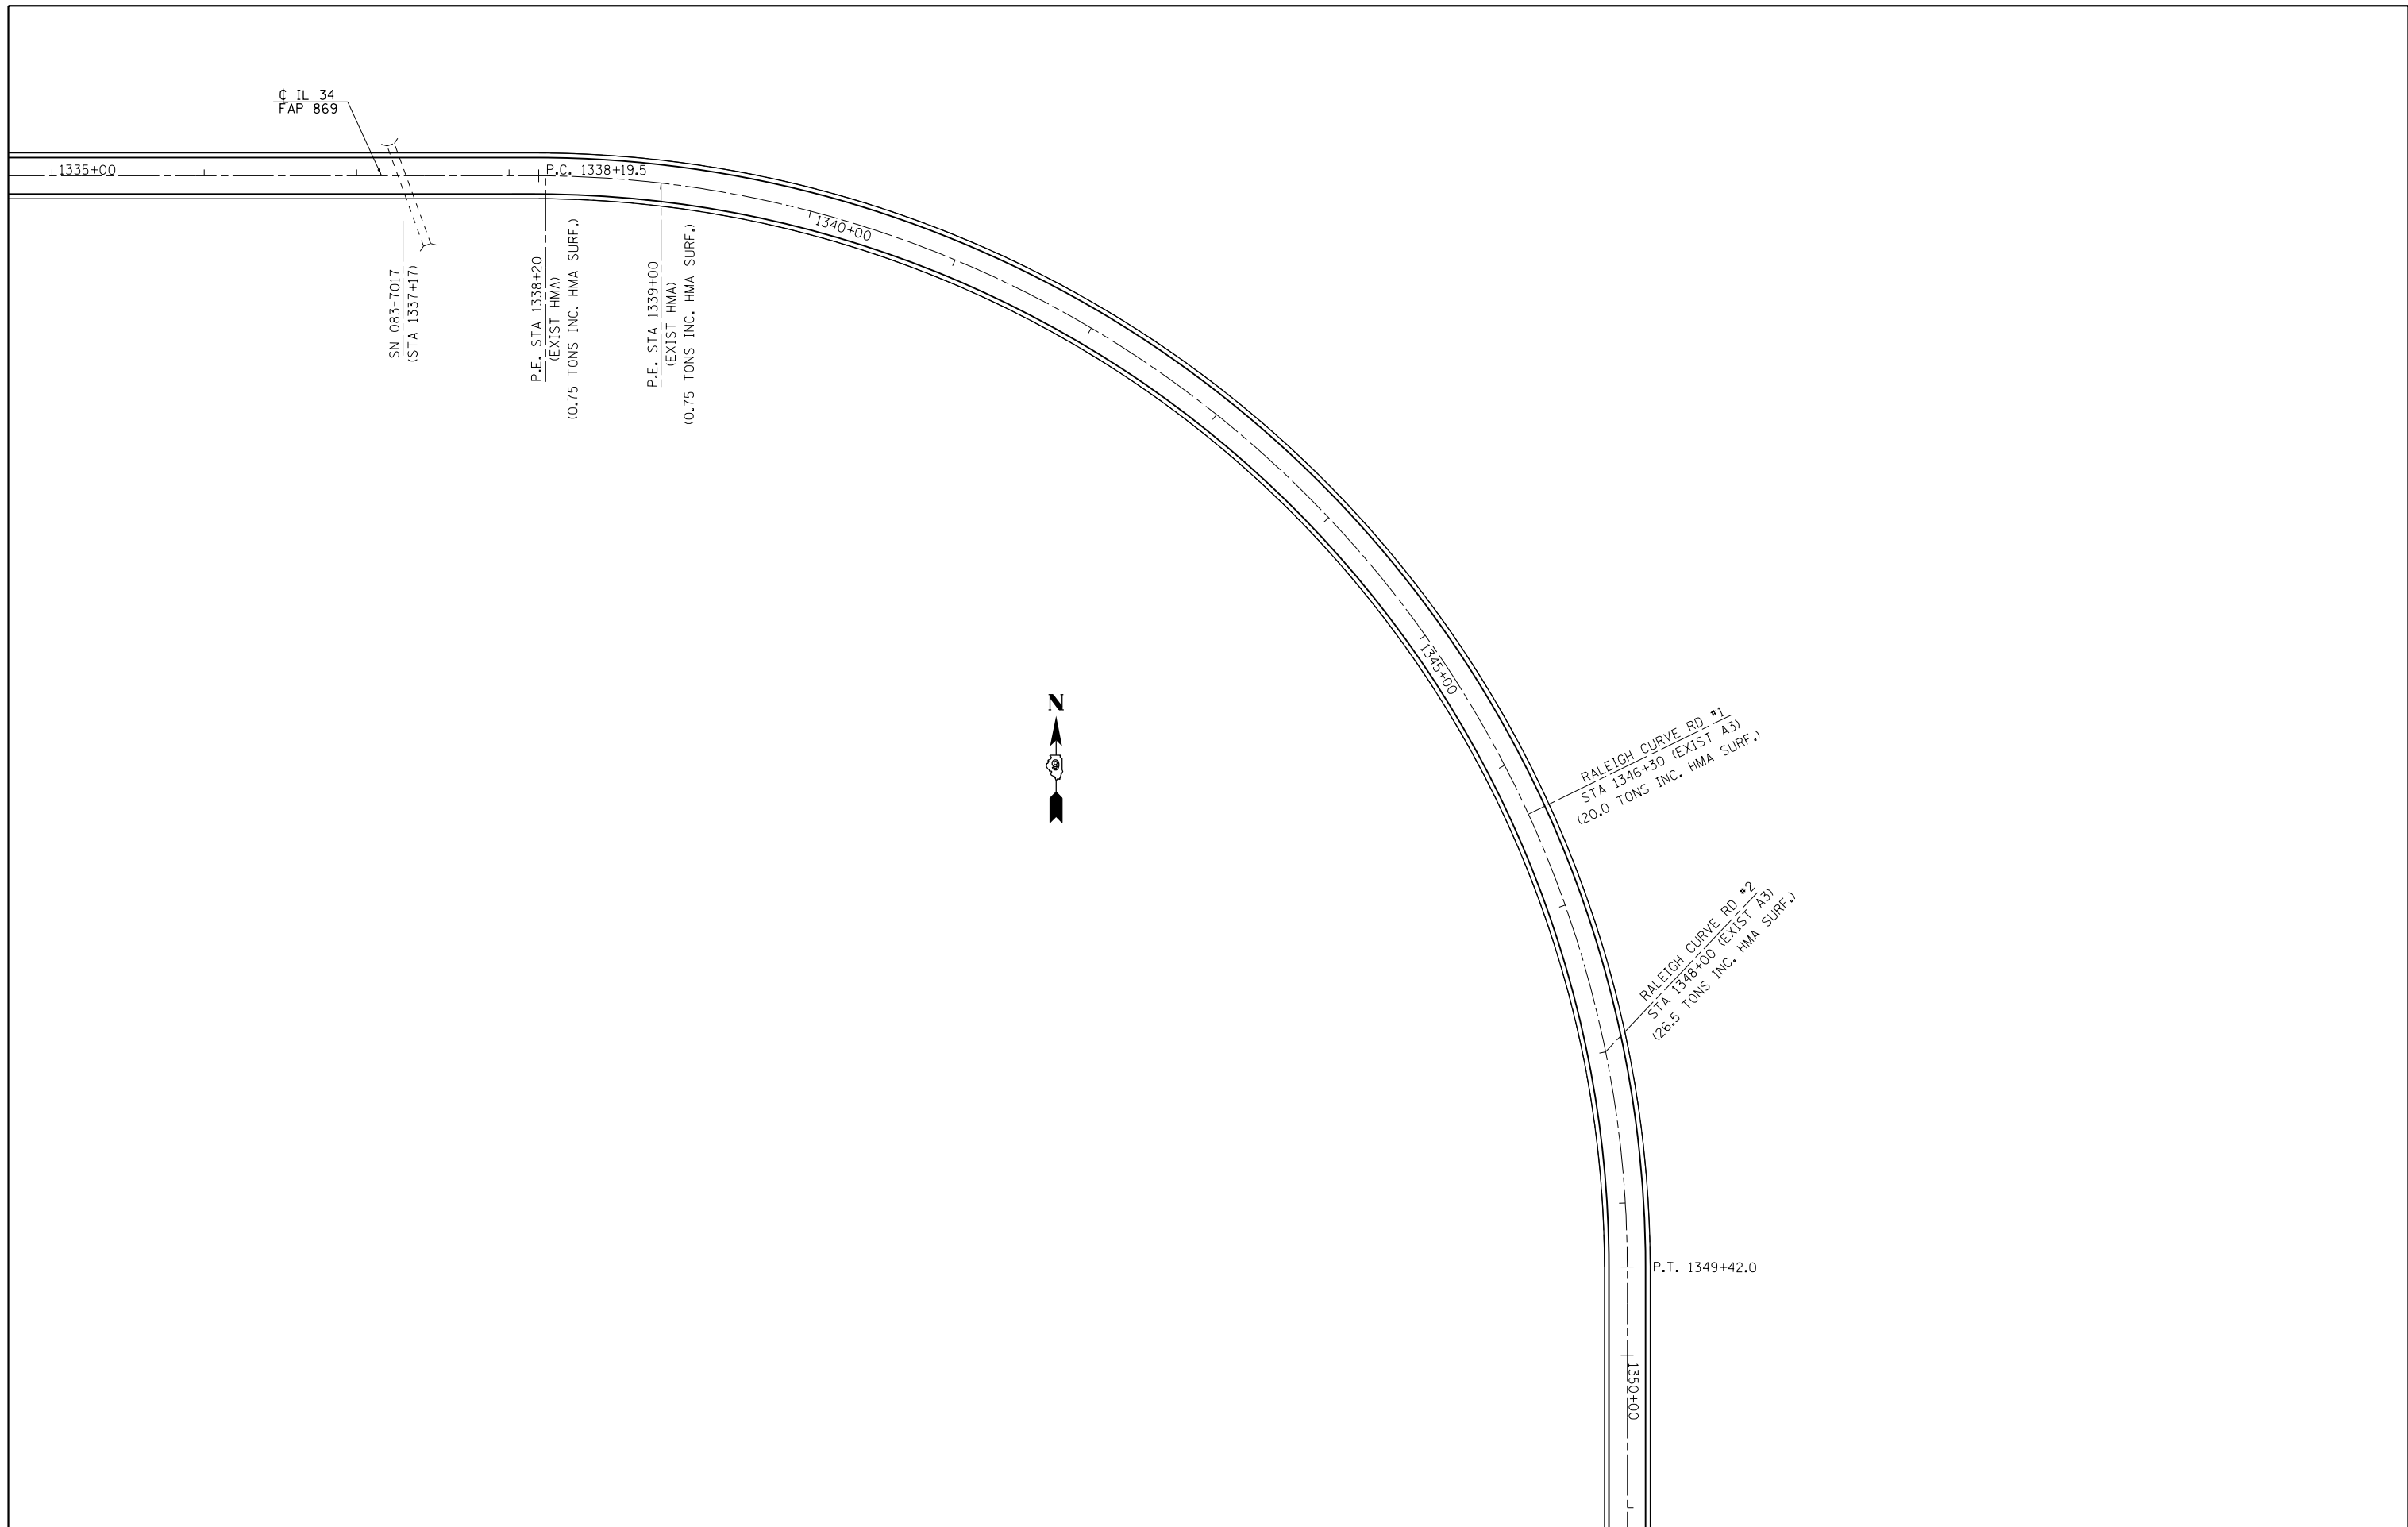 ℄ IL 34
FAP 869
1335+00
P.C. 1338+19.5
1340+00
SN 083-7017
(STA 1337+17)
P.E. STA 1338+20
(EXIST HMA)
(0.75 TONS INC. HMA SURF.)
P.E. STA 1339+00
(EXIST HMA)
(0.75 TONS INC. HMA SURF.)
1345+00
N
RALEIGH CURVE RD #1
STA 1346+30 (EXIST A3)
(20.0 TONS INC. HMA SURF.)
RALEIGH CURVE RD #2
STA 1348+00 (EXIST A3)
(26.5 TONS INC. HMA SURF.)
P.T. 1349+42.0
1350+00